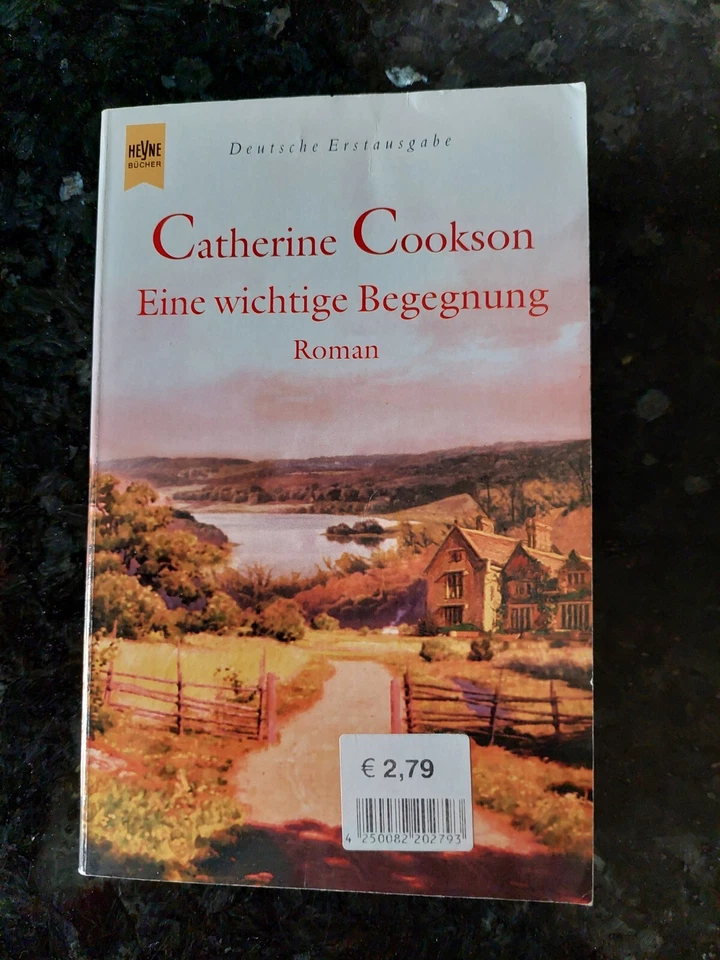 HEYNE
BÜCHER
Deutsche Erstausgabe
Catherine Cookson
Eine wichtige Begegnung
Roman
€ 2,79
4 250082 202793